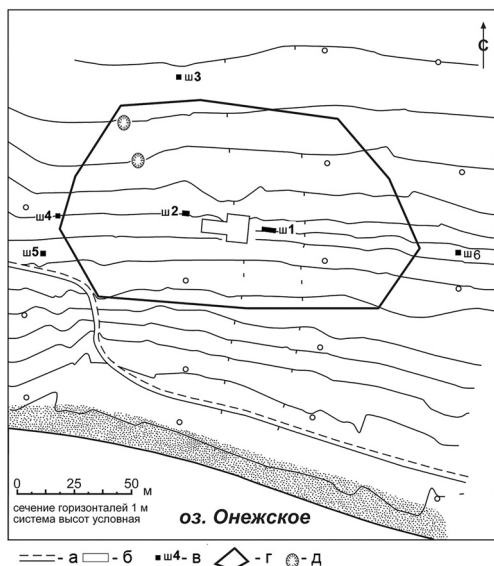 С
ш3
ш4
ш2
ш1
ш5
ш6
0 25 50
м
сечение горизонталей 1 м
система высот условная
оз. Онежское
- а - б ш4 - в - г - д